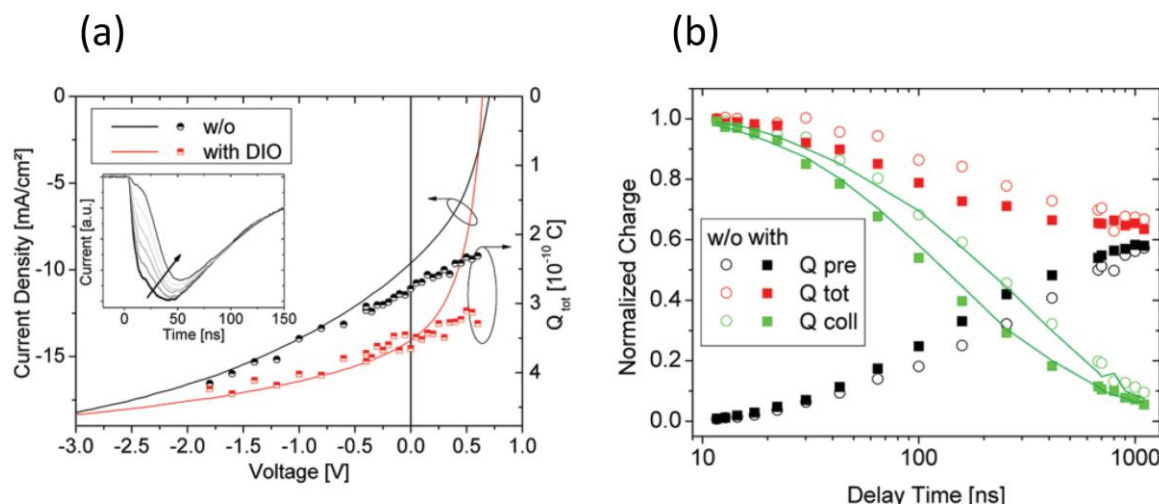 (a)
(b)
0
-5
-10
-15
Current Density [mA/cm²]
w/o
with DIO
Current [a.u.]
0
50
100
150
Time [ns]
0
1
2
3
4
Q_tot [10^-10 C]
-3.0 -2.5 -2.0 -1.5 -1.0 -0.5 0.0 0.5 1.0
Voltage [V]
1.0
0.8
0.6
0.4
0.2
0.0
Normalized Charge
w/o with
Q pre
Q tot
Q coll
10 100 1000
Delay Time [ns]